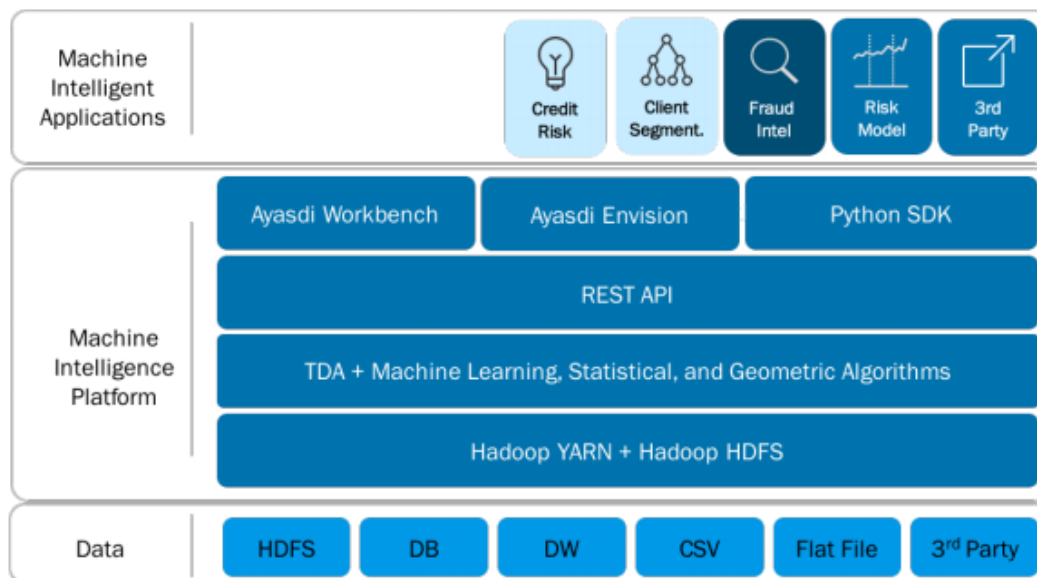 Machine
Intelligent
Applications
Credit
Risk
Client
Segment.
Fraud
Intel
Risk
Model
3rd
Party
Machine
Intelligence
Platform
Ayasdi Workbench
Ayasdi Envision
Python SDK
REST API
TDA + Machine Learning, Statistical, and Geometric Algorithms
Hadoop YARN + Hadoop HDFS
Data
HDFS
DB
DW
CSV
Flat File
3rd Party